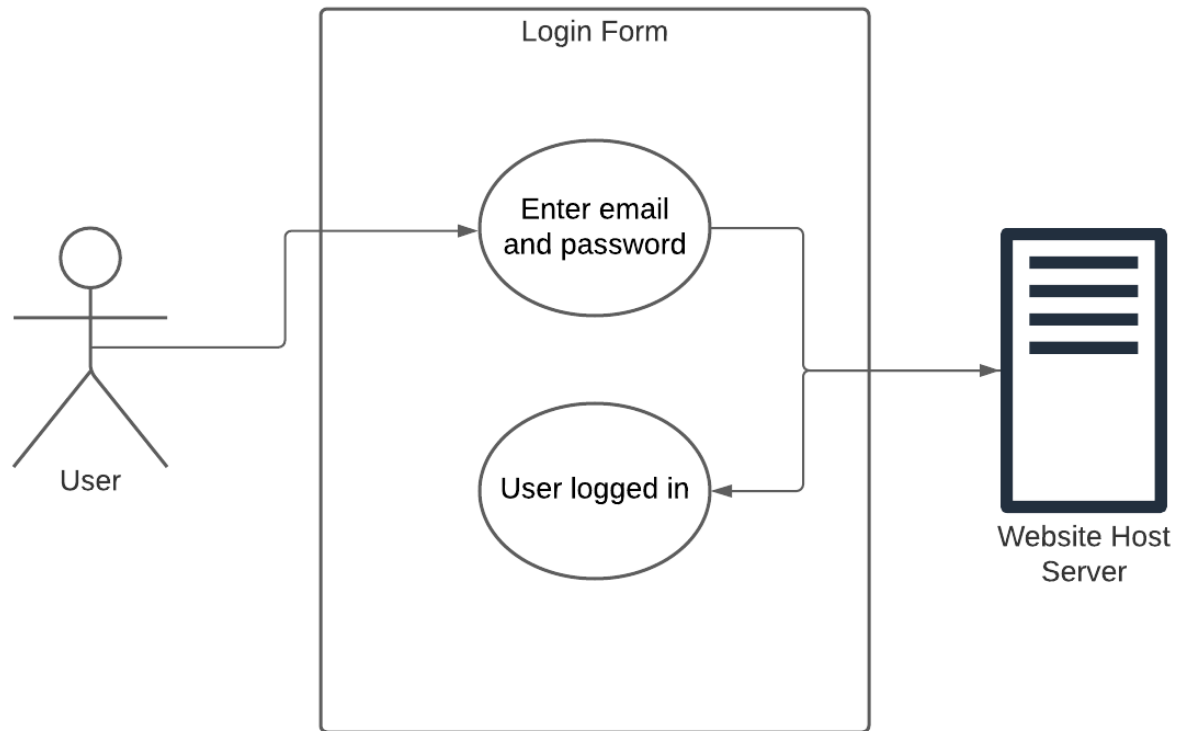 Login Form
Enter email
and password
User
User logged in
Website Host
Server